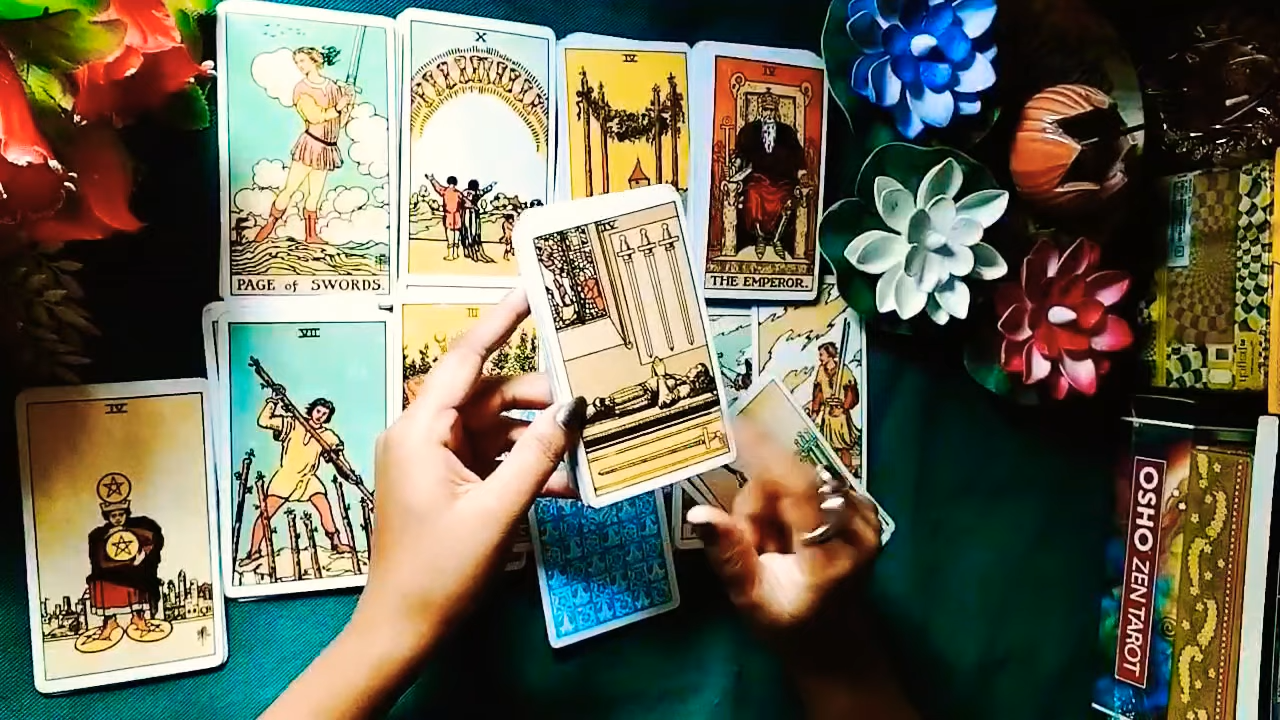 X
IV
IV
PAGE of SWORDS.
THE EMPEROR.
IV
VII
III
IV
OSHO® ZEN TAROT